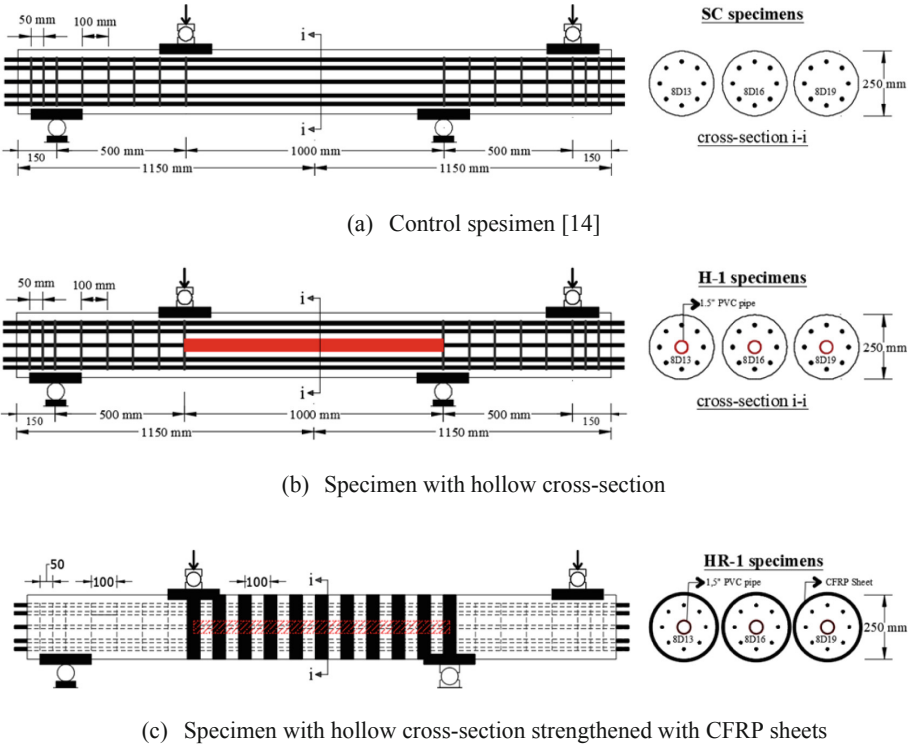 SC specimens
50 mm
100 mm
i
8D13
8D16
8D19
250 mm
i
cross-section i-i
150
500 mm
1000 mm
500 mm
150
1150 mm
1150 mm
(a) Control spesimen [14]
H-1 specimens
50 mm
100 mm
i
1.5" PVC pipe
8D13
8D16
8D19
250 mm
i
cross-section i-i
150
500 mm
1000 mm
500 mm
150
1150 mm
1150 mm
(b) Specimen with hollow cross-section
HR-1 specimens
50
100
100
i
1,5" PVC pipe
CFRP Sheet
8D13
8D16
8D19
250 mm
i
(c) Specimen with hollow cross-section strengthened with CFRP sheets